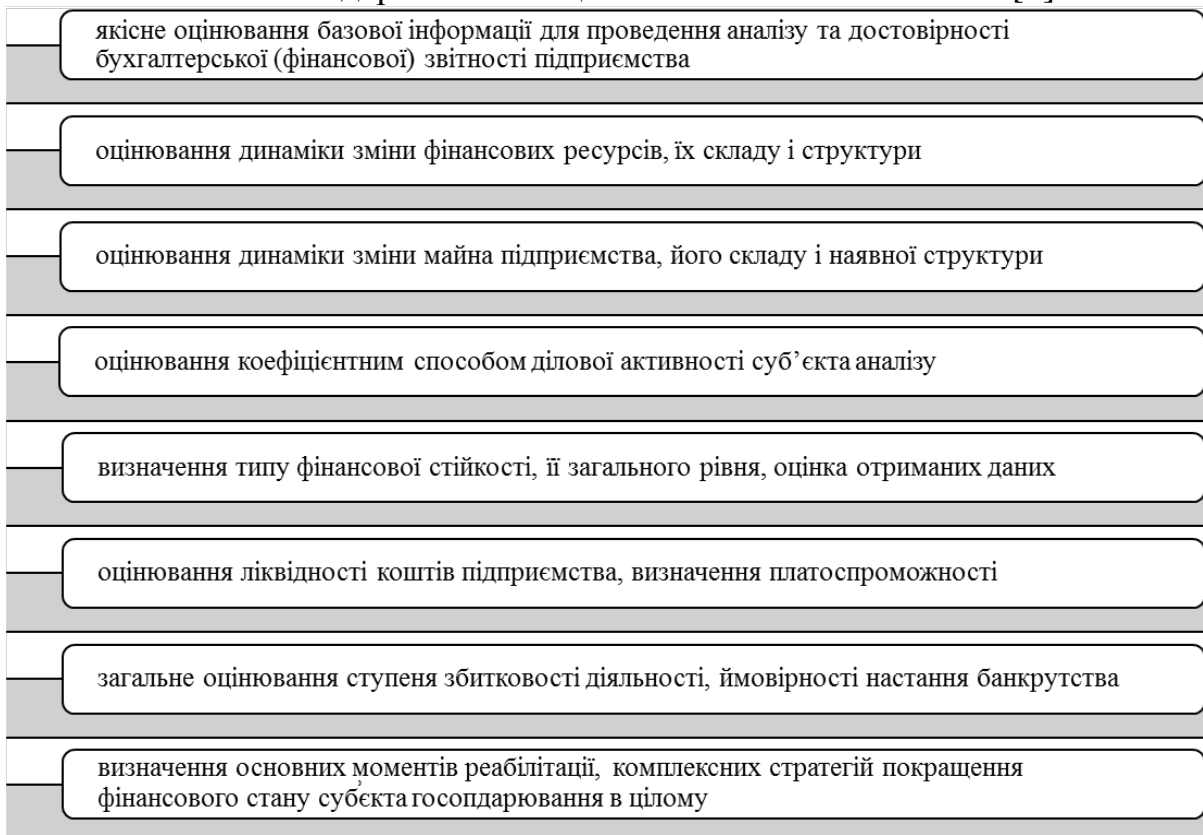 якісне оцінювання базової інформації для проведення аналізу та достовірності
бухгалтерської (фінансової) звітності підприємства
оцінювання динаміки зміни фінансових ресурсів, їх складу і структури
оцінювання динаміки зміни майна підприємства, його складу і наявної структури
оцінювання коефіцієнтним способом ділової активності суб’єкта аналізу
визначення типу фінансової стійкості, її загального рівня, оцінка отриманих даних
оцінювання ліквідності коштів підприємства, визначення платоспроможності
загальне оцінювання ступеня збитковості діяльності, ймовірності настання банкрутства
визначення основних моментів реабілітації, комплексних стратегій покращення
фінансового стану суб’єкта госопдарювання в цілому